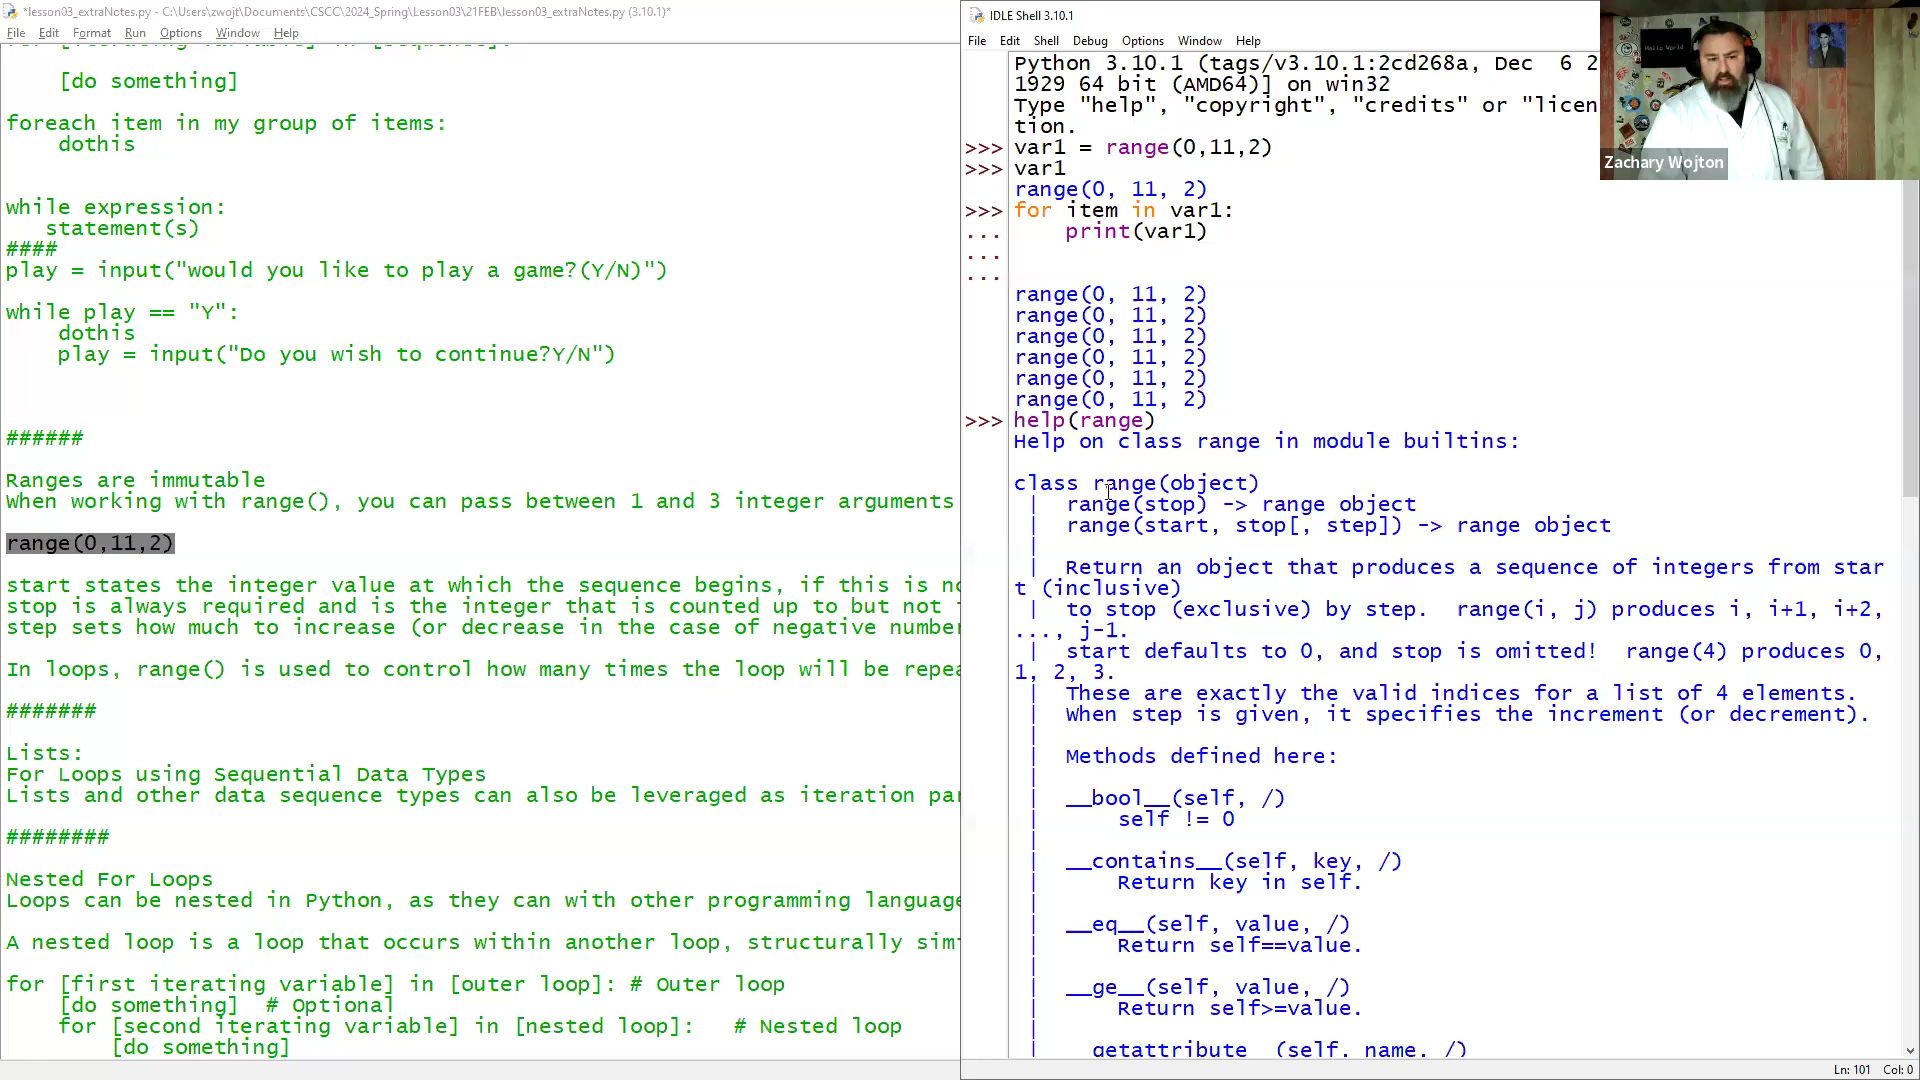 *lesson03_extraNotes.py - C:\Users\zwojt\Documents\CSCC\2024_Spring\Lesson03\21FEB\lesson03_extraNotes.py (3.10.1)*
File Edit Format Run Options Window Help
[do something]
foreach item in my group of items:
dothis
while expression:
statement(s)
####
play = input("would you like to play a game?(Y/N)")
while play == "Y":
dothis
play = input("Do you wish to continue?Y/N")
######
Ranges are immutable
When working with range(), you can pass between 1 and 3 integer arguments
range(0,11,2)
start states the integer value at which the sequence begins, if this is
stop is always required and is the integer that is counted up to but not
step sets how much to increase (or decrease in the case of negative
In loops, range() is used to control how many times the loop will be
#######
Lists:
For Loops using Sequential Data Types
Lists and other data sequence types can also be leveraged as iteration
########
Nested For Loops
Loops can be nested in Python, as they can with other programming
A nested loop is a loop that occurs within another loop, structurally
for [first iterating variable] in [outer loop]: # Outer loop
[do something]  # Optional
for [second iterating variable] in [nested loop]:   # Nested loop
[do something]
IDLE Shell 3.10.1
File Edit Shell Debug Options Window Help
Python 3.10.1 (tags/v3.10.1:2cd268a, Dec  6 2
1929 64 bit (AMD64)] on win32
Type "help", "copyright", "credits" or "licen
tion.
>>> var1 = range(0,11,2)
>>> var1
range(0, 11, 2)
>>> for item in var1:
... print(var1)
...
...
range(0, 11, 2)
range(0, 11, 2)
range(0, 11, 2)
range(0, 11, 2)
range(0, 11, 2)
range(0, 11, 2)
>>> help(range)
Help on class range in module builtins:
class range(object)
|  range(stop) -> range object
|  range(start, stop[, step]) -> range object
|
|  Return an object that produces a sequence of integers from star
t (inclusive)
|  to stop (exclusive) by step.  range(i, j) produces i, i+1, i+2,
..., j-1.
|  start defaults to 0, and stop is omitted!  range(4) produces 0,
1, 2, 3.
|  These are exactly the valid indices for a list of 4 elements.
|  When step is given, it specifies the increment (or decrement).
|
|  Methods defined here:
|
|  __bool__(self, /)
|      self != 0
|
|  __contains__(self, key, /)
|      Return key in self.
|
|  __eq__(self, value, /)
|      Return self==value.
|
|  __ge__(self, value, /)
|      Return self>=value.
|
|  __getattribute__(self, name, /)
Ln: 101 Col: 0
Hello World
Zachary Wojton